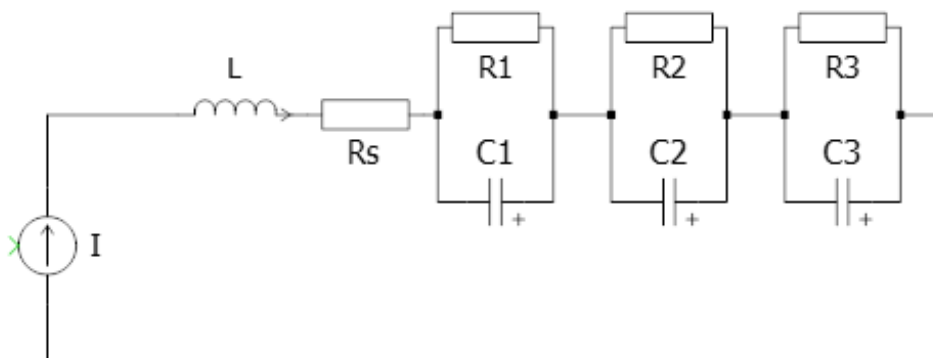 R1 R2 R3
L
Rs
C1 C2 C3
+ + +
I